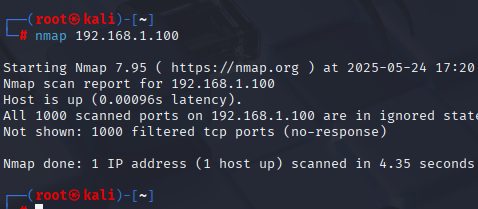 ┌──(root㉿kali)-[~]
└─# nmap 192.168.1.100
Starting Nmap 7.95 ( https://nmap.org ) at 2025-05-24 17:20
Nmap scan report for 192.168.1.100
Host is up (0.00096s latency).
All 1000 scanned ports on 192.168.1.100 are in ignored stat
Not shown: 1000 filtered tcp ports (no-response)
Nmap done: 1 IP address (1 host up) scanned in 4.35 seconds
┌──(root㉿kali)-[~]
└─#